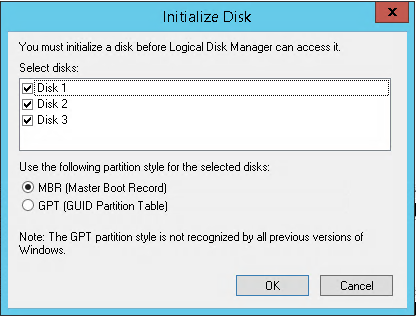 Initialize Disk
x
You must initialize a disk before Logical Disk Manager can access it.
Select disks:
Disk 1
Disk 2
Disk 3
Use the following partition style for the selected disks:
MBR (Master Boot Record)
GPT (GUID Partition Table)
Note: The GPT partition style is not recognized by all previous versions of
Windows.
OK
Cancel